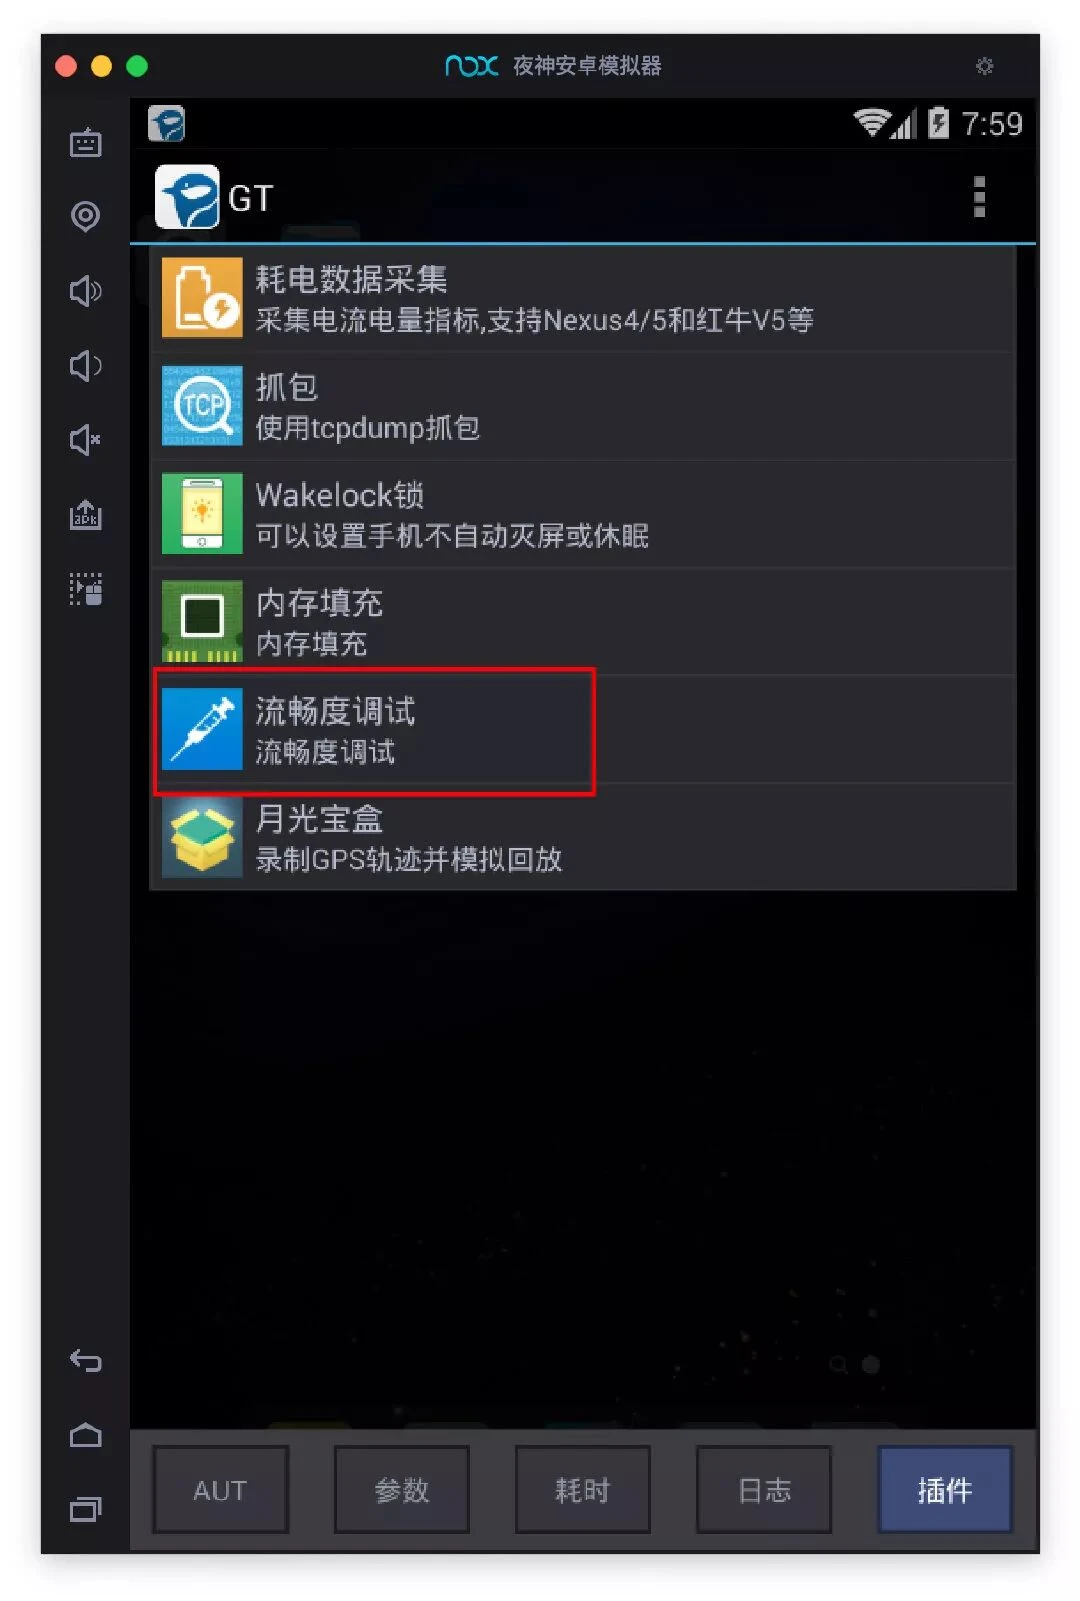 nox 夜神安卓模拟器
7:59
GT
耗电数据采集
采集电流电量指标,支持Nexus4/5和红牛V5等
TCP
抓包
使用tcpdump抓包
Wakelock锁
可以设置手机不自动灭屏或休眠
apk
内存填充
内存填充
流畅度调试
流畅度调试
月光宝盒
录制GPS轨迹并模拟回放
AUT
参数
耗时
日志
插件